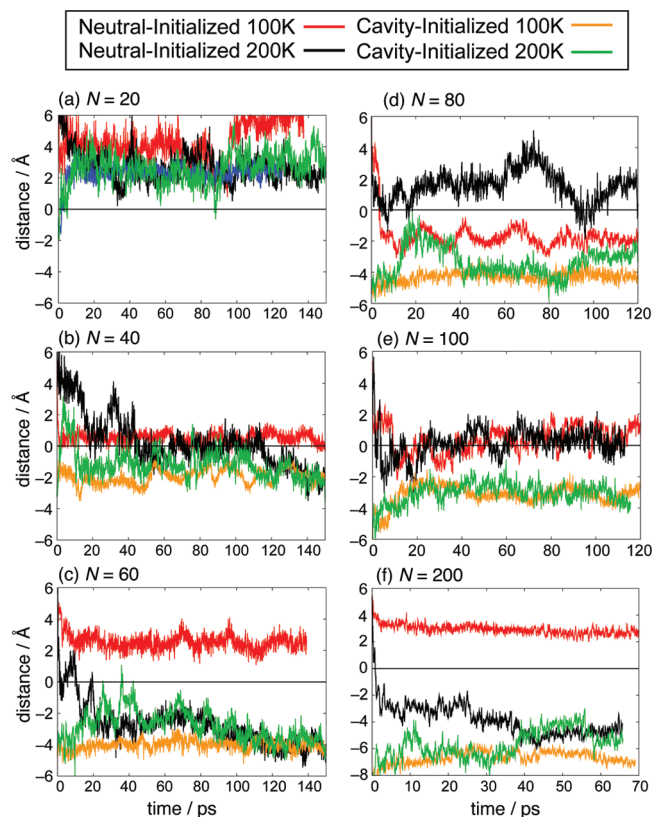 Neutral-Initialized 100K Cavity-Initialized 100K
Neutral-Initialized 200K Cavity-Initialized 200K
(a) N = 20
6
4
2
0
–2
–4
–6
0 20 40 60 80 100 120 140
distance / Å
(b) N = 40
6
4
2
0
–2
–4
–6
0 20 40 60 80 100 120 140
distance / Å
(c) N = 60
6
4
2
0
–2
–4
–6
0 20 40 60 80 100 120 140
distance / Å
time / ps
(d) N = 80
6
4
2
0
–2
–4
–6
0 20 40 60 80 100 120
distance / Å
(e) N = 100
6
4
2
0
–2
–4
–6
0 20 40 60 80 100 120
distance / Å
(f) N = 200
6
4
2
0
-2
-4
-6
-8
0 10 20 30 40 50 60 70
distance / Å
time / ps